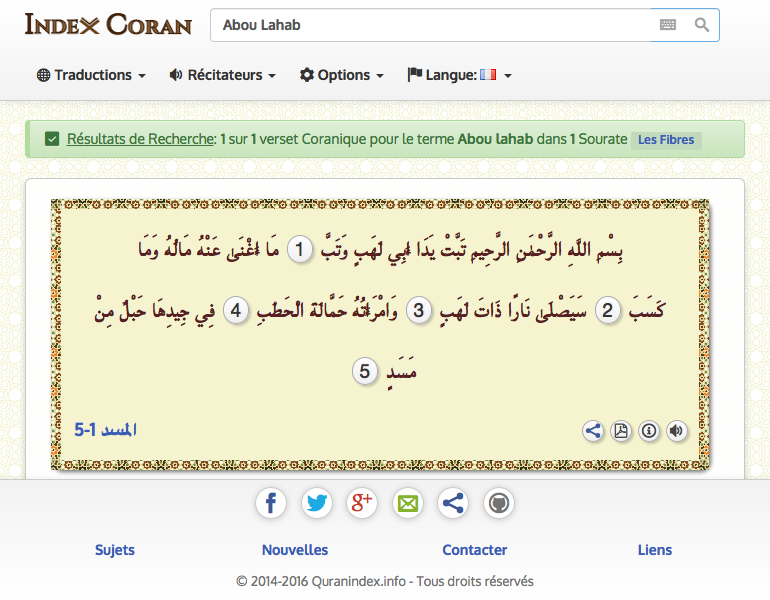 INDEX CORAN
Abou Lahab
Traductions
Récitateurs
Options
Langue:
Résultats de Recherche: 1 sur 1 verset Coranique pour le terme Abou lahab dans 1 Sourate Les Fibres
بِسْمِ اللَّهِ الرَّحْمَٰنِ الرَّحِيمِ تَبَّتْ يَدَا أَبِي لَهَبٍ وَتَبَّ 1 مَا أَغْنَىٰ عَنْهُ مَالُهُ وَمَا
كَسَبَ 2 سَيَصْلَىٰ نَارًا ذَاتَ لَهَبٍ 3 وَامْرَأَتُهُ حَمَّالَةَ الْحَطَبِ 4 فِي جِيدِهَا حَبْلٌ مِنْ
مَسَدٍ 5
المسد 1-5
Sujets
Nouvelles
Contacter
Liens
© 2014-2016 Quranindex.info - Tous droits réservés